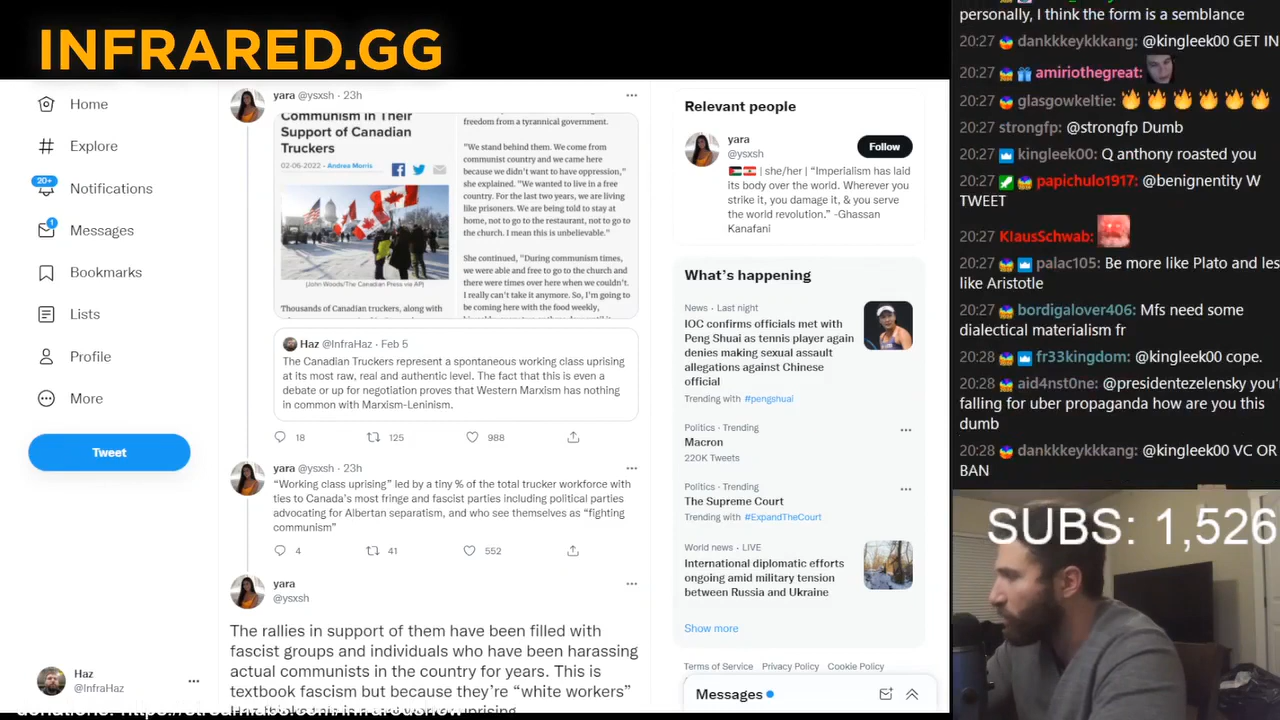 INFRARED.GG
Home
Explore
20+
Notifications
1
Messages
Bookmarks
Lists
Profile
More
Tweet
Haz
@InfraHaz
yara @ysxsh · 23h
Communism in Their
Support of Canadian
Truckers
02-06-2022 - Andrea Morris
(John Woods/The Canadian Press via AP)
Thousands of Canadian truckers, along with
freedom from a tyrannical government.
"We stand behind them. We come from
communist country and we came here
because we didn't want to have oppression,"
she explained. "We wanted to live in a free
country. For the last two years, we are living
like prisoners. We are being told to stay at
home, not to go to the restaurant, not to go to
the church. I mean this is unbelievable."
She continued, "During communism times,
we were able and free to go to the church and
there were times over here when we couldn't.
I really can't take it anymore. So, I'm going to
be coming here with the food weekly,
Haz @InfraHaz · Feb 5
The Canadian Truckers represent a spontaneous working class uprising
at its most raw, real and authentic level. The fact that this is even a
debate or up for negotiation proves that Western Marxism has nothing
in common with Marxism-Leninism.
18 125 988
yara @ysxsh · 23h
“Working class uprising” led by a tiny % of the total trucker workforce with
ties to Canada's most fringe and fascist parties including political parties
advocating for Albertan separatism, and who see themselves as “fighting
communism”
4 41 552
yara
@ysxsh
The rallies in support of them have been filled with
fascist groups and individuals who have been harassing
actual communists in the country for years. This is
textbook fascism but because they're “white workers”
uprising
Relevant people
yara
@ysxsh
Follow
| she/her | “Imperialism has
laid its body over the world. Wherever you
strike it, you damage it, & you serve
the world revolution.” -Ghassan
Kanafani
What's happening
News · Last night
IOC confirms officials met with
Peng Shuai as tennis player again
denies making sexual assault
allegations against Chinese
official
Trending with #pengshuai
Politics · Trending
Macron
220K Tweets
Politics · Trending
The Supreme Court
Trending with #ExpandTheCourt
World news · LIVE
International diplomatic efforts
ongoing amid military tension
between Russia and Ukraine
Show more
Terms of Service Privacy Policy Cookie Policy
Messages
personally, I think the form is a semblance
20:27 dankkkeykkkang: @kingleek00 GET IN
20:27 amiriothegreat:
20:27 glasgowkeltie:
20:27 strongfp: @strongfp Dumb
20:27 kingleek00: Q anthony roasted you
20:27 papichulo1917: @benignentity W
TWEET
20:27 KlausSchwab:
20:27 palac105: Be more like Plato and les
like Aristotle
20:27 bordigalover406: Mfs need some
dialectical materialism fr
20:28 fr33kingdom: @kingleek00 cope.
20:28 aid4nst0ne: @presidentezelensky you'
falling for uber propaganda how are you this
dumb
20:28 dankkkeykkkang: @kingleek00 VC OR
BAN
SUBS: 1,526